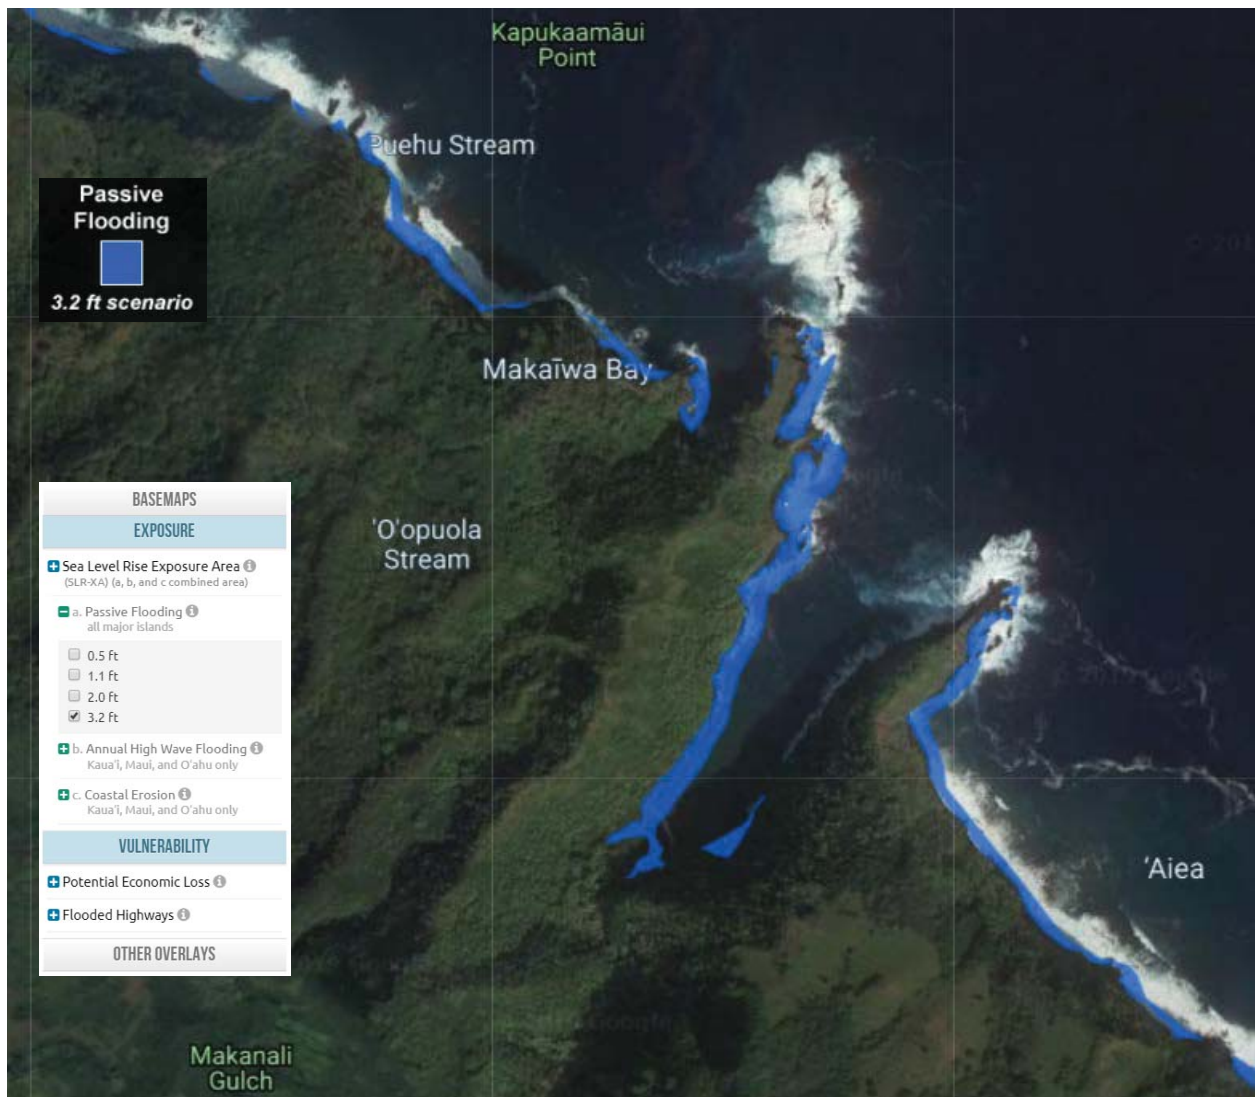 Kapukaamāui
Point
Puehu Stream
Passive
Flooding
3.2 ft scenario
Makaīwa Bay
'O'opuola
Stream
BASEMAPS
EXPOSURE
Sea Level Rise Exposure Area
(SLR-XA) (a, b, and c combined area)
a. Passive Flooding
all major islands
0.5 ft
1.1 ft
2.0 ft
3.2 ft
b. Annual High Wave Flooding
Kaua'i, Maui, and O'ahu only
c. Coastal Erosion
Kaua'i, Maui, and O'ahu only
VULNERABILITY
Potential Economic Loss
Flooded Highways
OTHER OVERLAYS
'Aiea
Makanali
Gulch